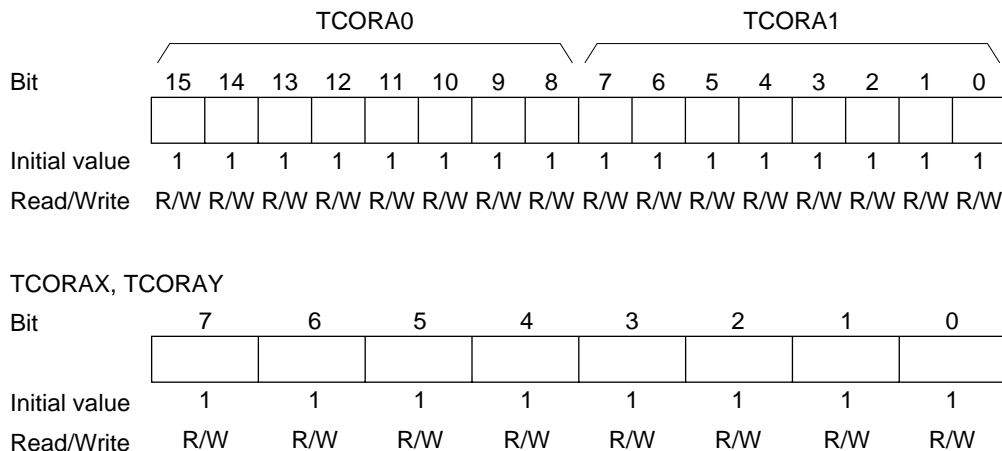 TCORA0 TCORA1
Bit 15 14 13 12 11 10 9 8 7 6 5 4 3 2 1 0
Initial value 1 1 1 1 1 1 1 1 1 1 1 1 1 1 1 1
Read/Write R/W R/W R/W R/W R/W R/W R/W R/W R/W R/W R/W R/W R/W R/W R/W R/W
TCORAX, TCORAY
Bit 7 6 5 4 3 2 1 0
Initial value 1 1 1 1 1 1 1 1
Read/Write R/W R/W R/W R/W R/W R/W R/W R/W